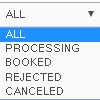 ALL
ALL
PROCESSING
BOOKED
REJECTED
CANCELED